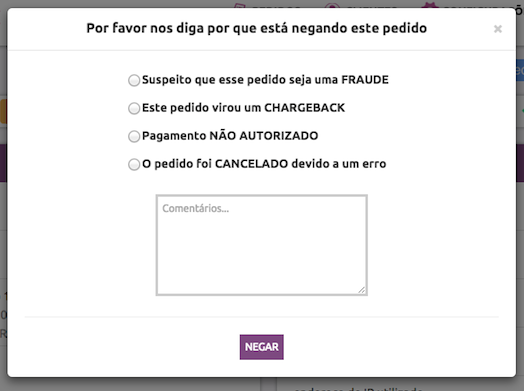 Por favor nos diga por que está negando este pedido
×
Suspeito que esse pedido seja uma FRAUDE
Este pedido virou um CHARGEBACK
Pagamento NÃO AUTORIZADO
O pedido foi CANCELADO devido a um erro
Comentários...
NEGAR